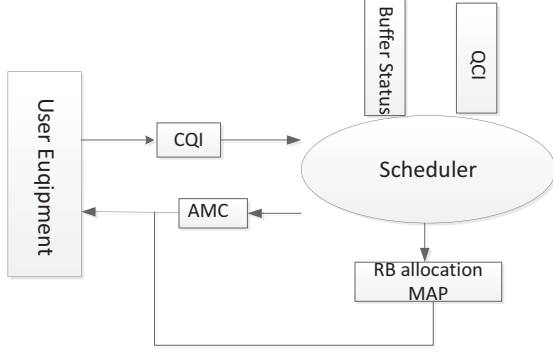 Buffer Status
QCI
User Euqipment
CQI
Scheduler
AMC
RB allocation
MAP